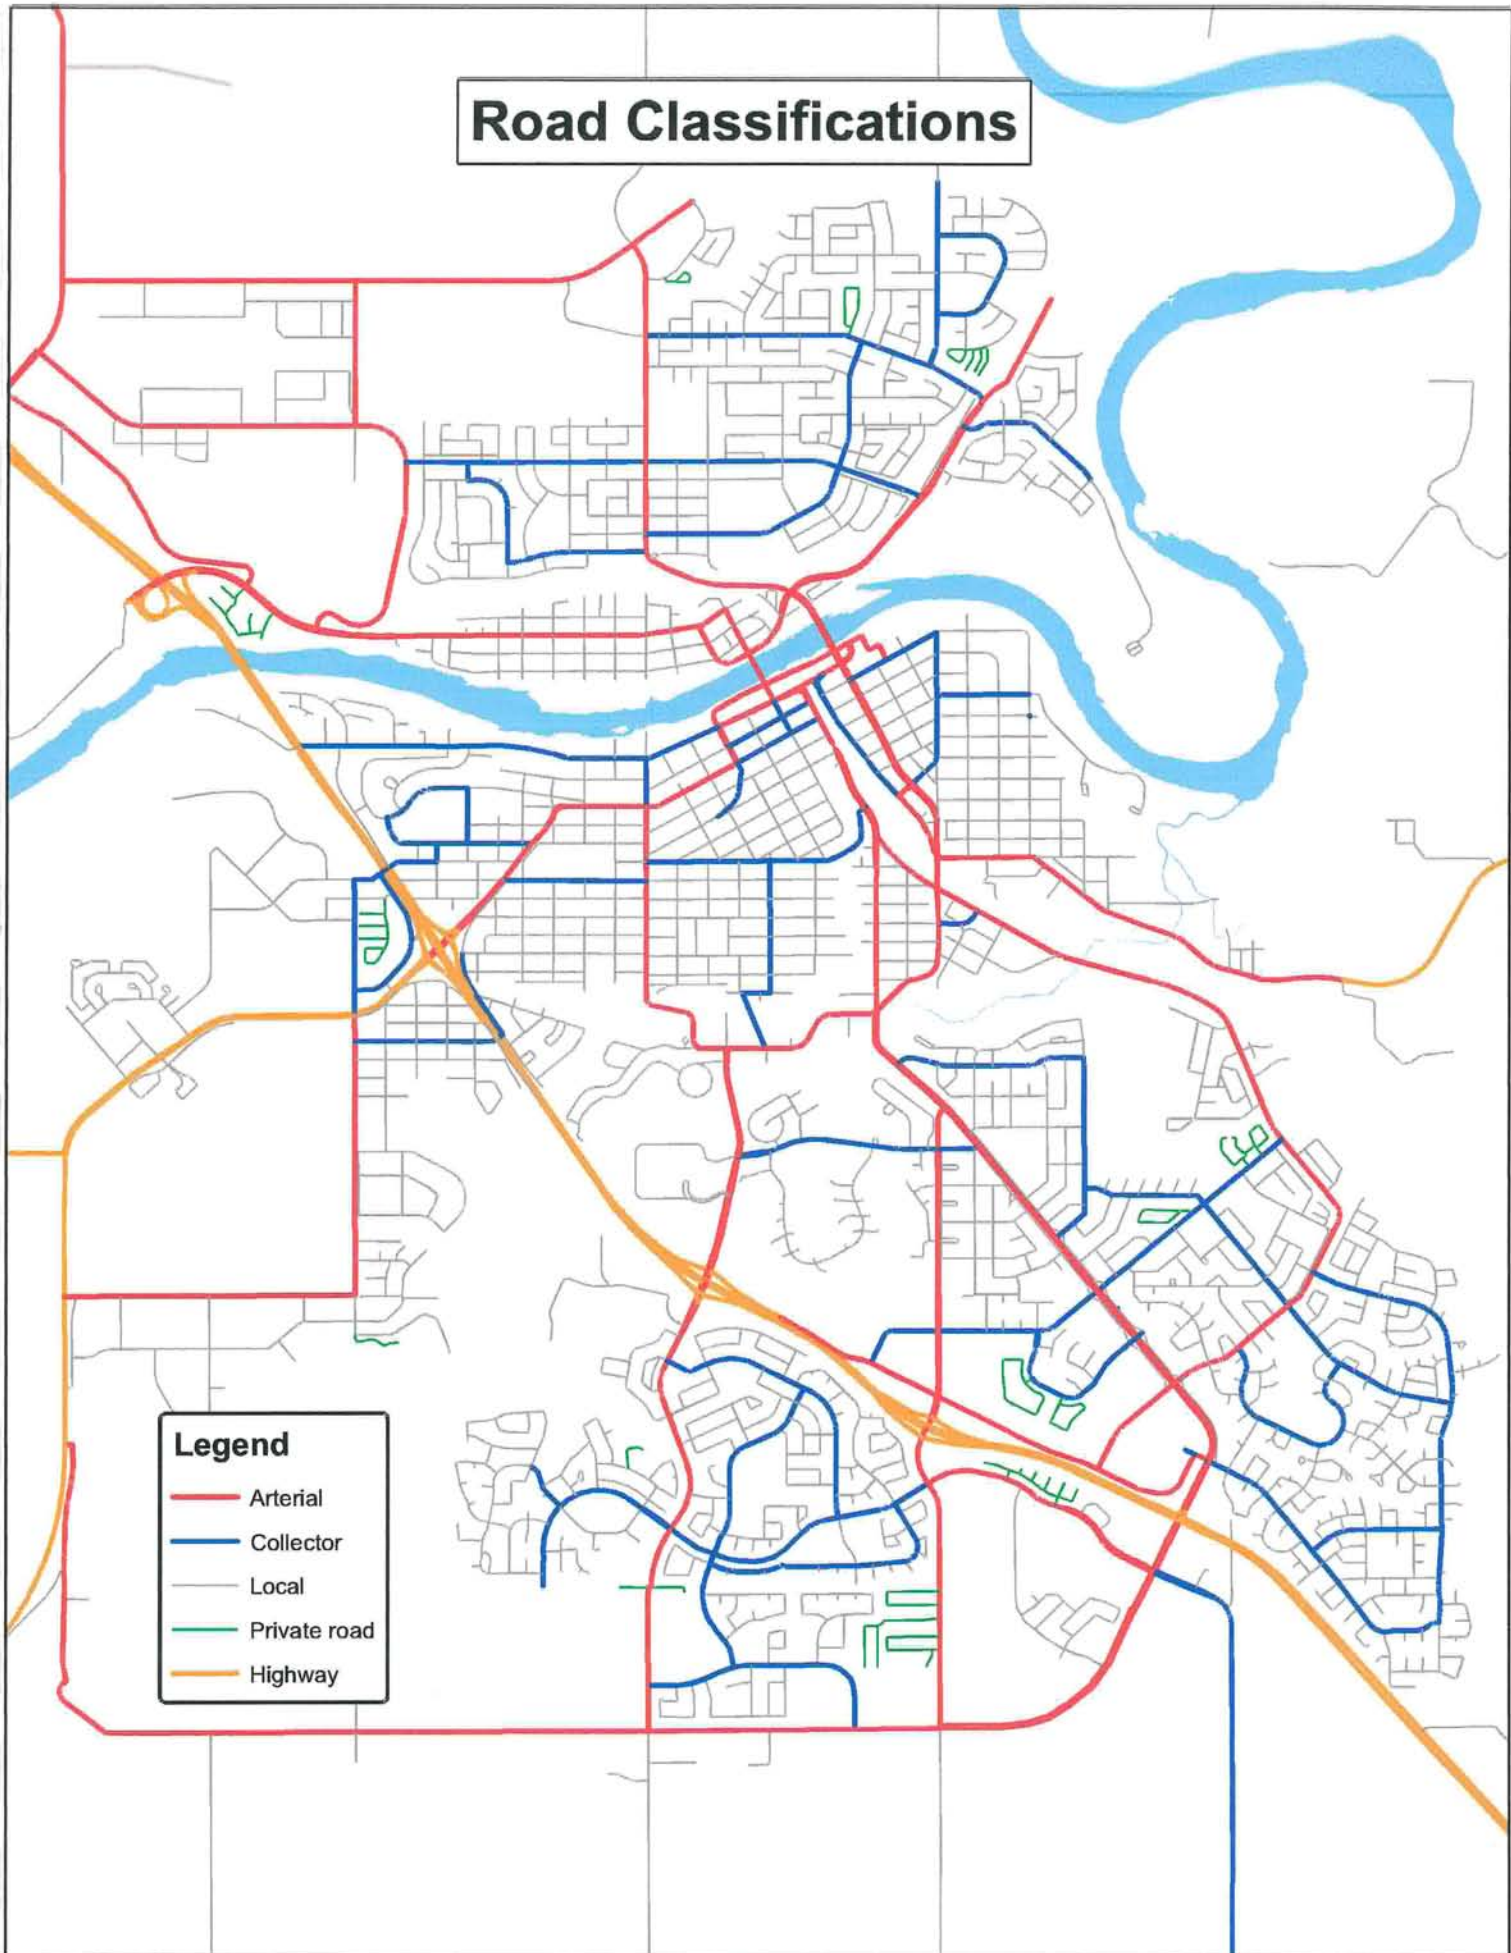 Road Classifications
Legend
Arterial
Collector
Local
Private road
Highway